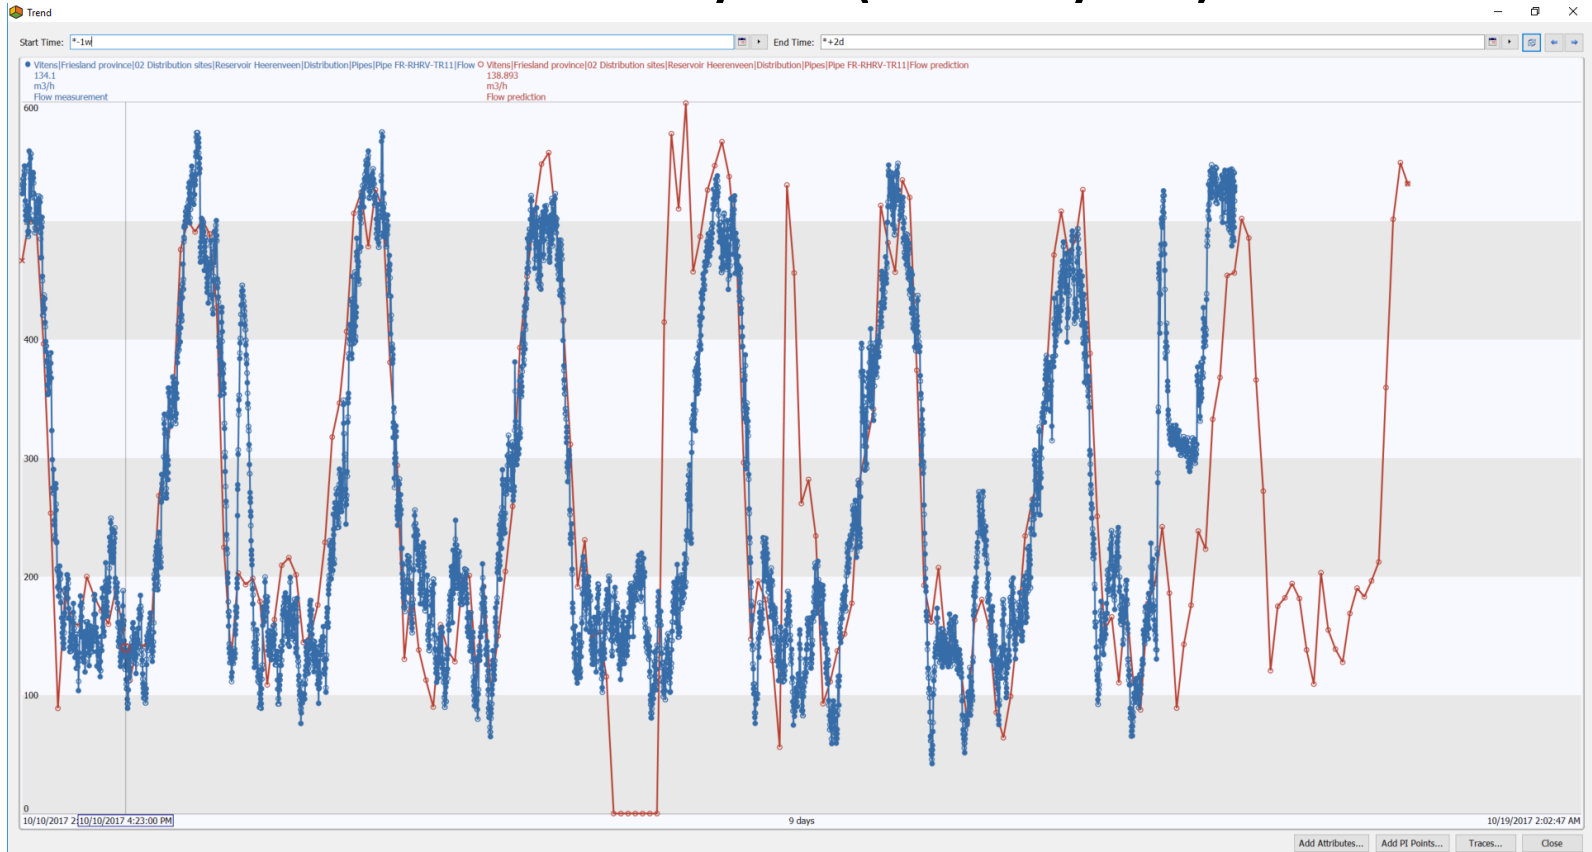 Trend
Start Time: *-1w End Time: *+2d
Vitens|Friesland province|02 Distribution sites|Reservoir Heerenveen|Distribution|Pipes|Pipe FR-RHRV-TR11|Flow Vitens|Friesland province|02 Distribution sites|Reservoir Heerenveen|Distribution|Pipes|Pipe FR-RHRV-TR11|Flow prediction
134.1 138.893
m3/h m3/h
Flow measurement Flow prediction
600
400
300
200
100
0
10/10/2017 2: 10/10/2017 4:23:00 PM 9 days 10/19/2017 2:02:47 AM
Add Attributes... Add PI Points... Traces... Close